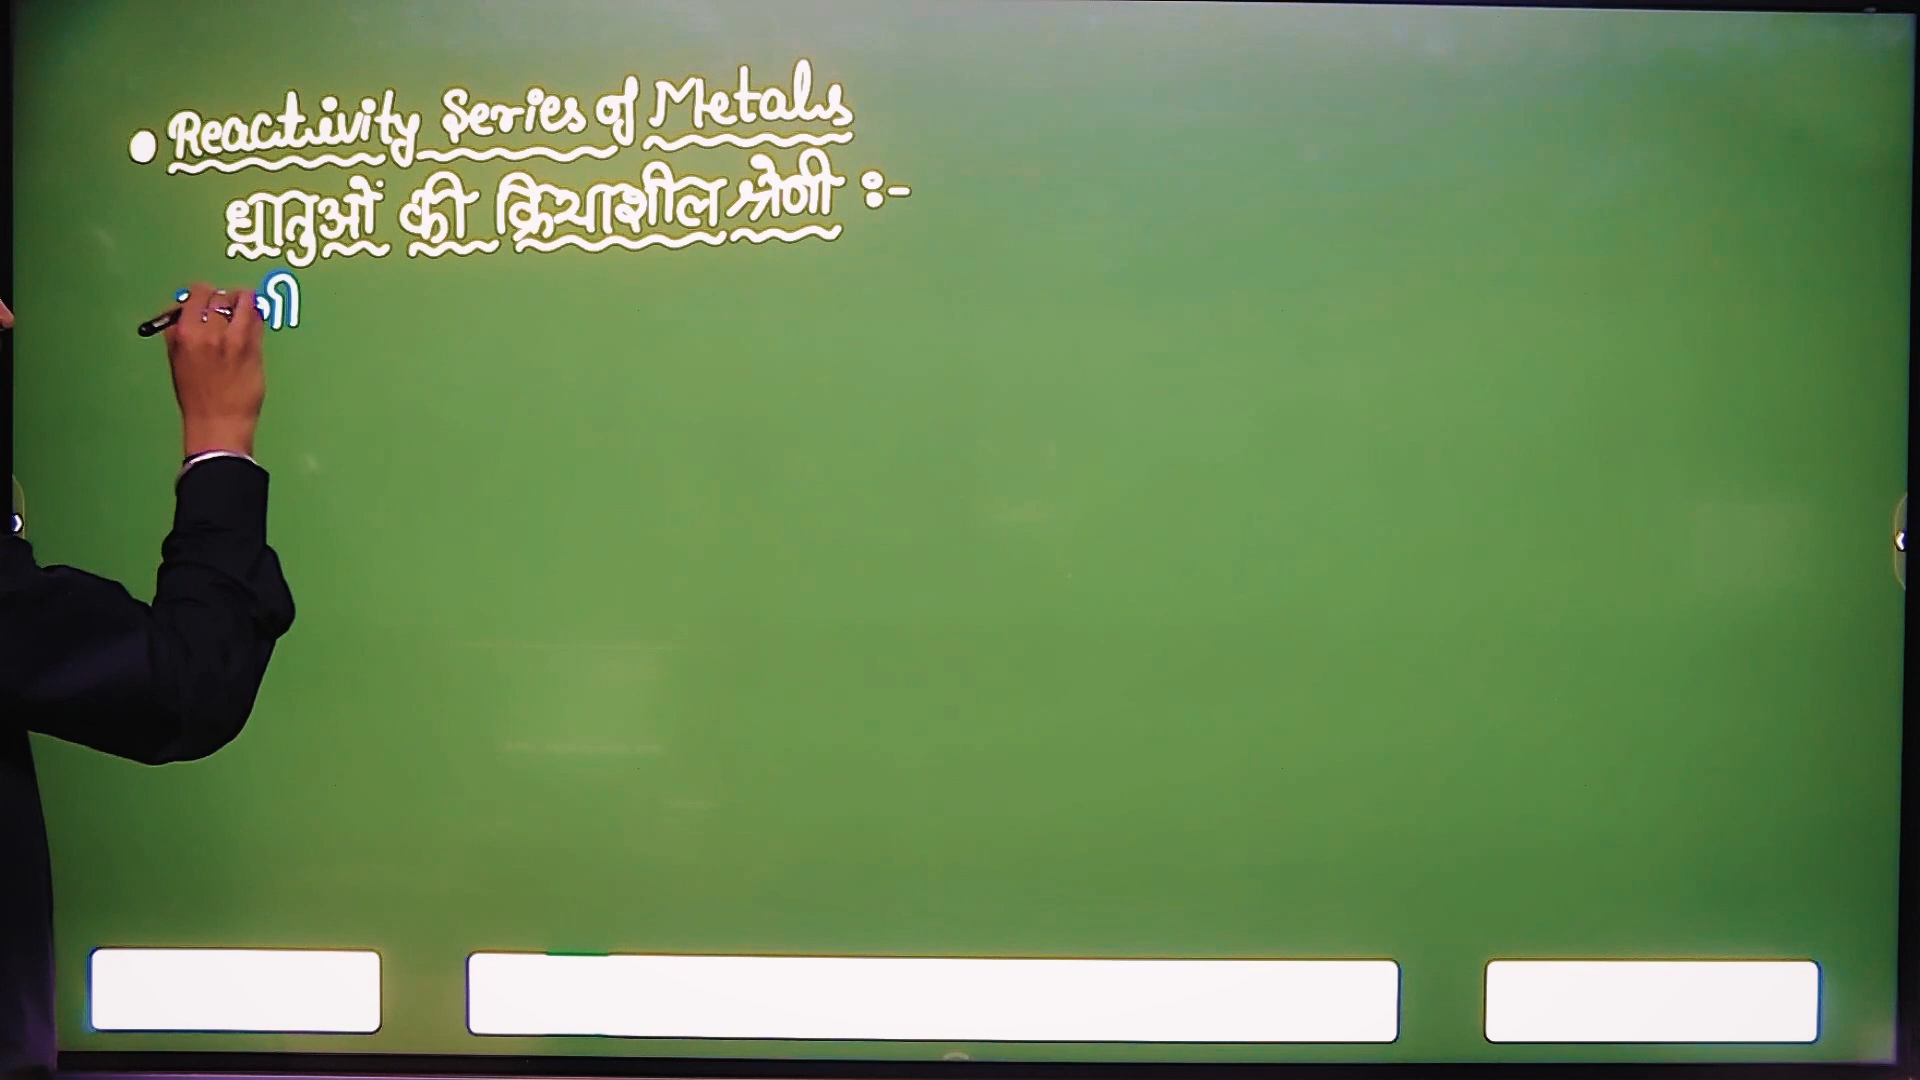 • Reactivity Series of Metals
धातुओं की क्रियाशील श्रेणी :-